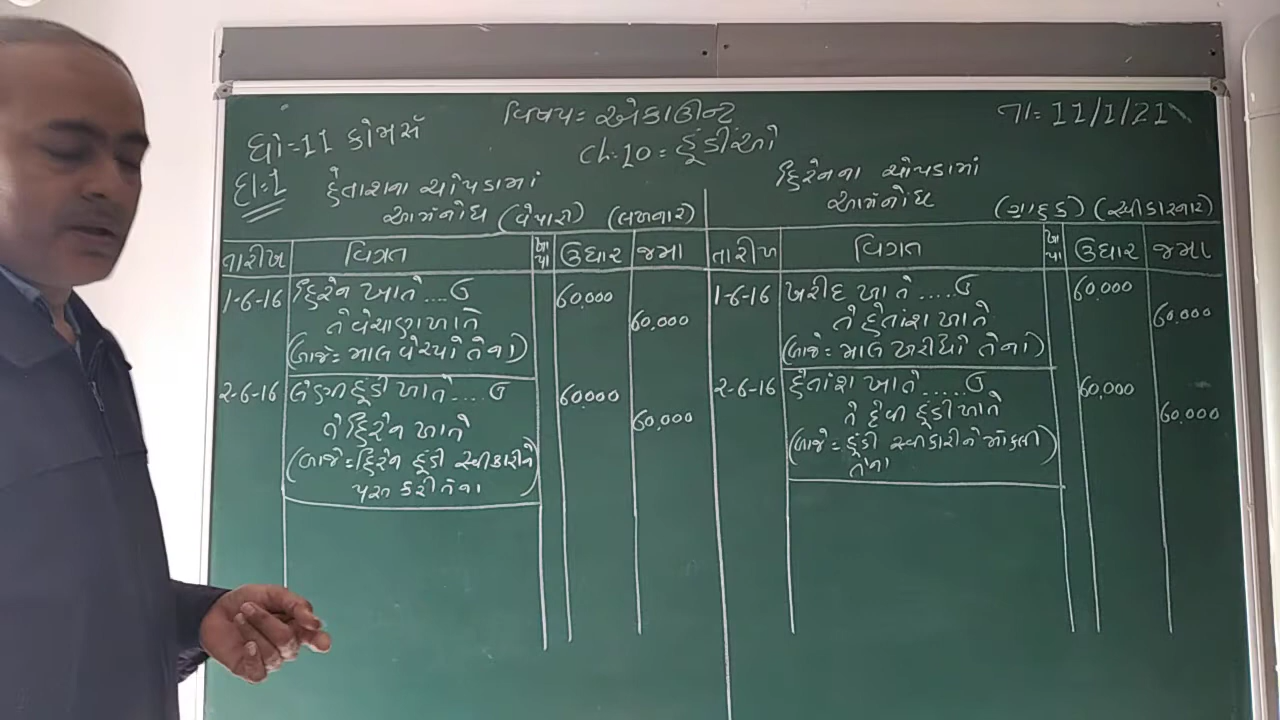 ધો=11 કોમર્સ
વિષય= એકાઉન્ટ
તા= 11/1/21
Ch-10 = હૂંડીઓ
દા=1
હેતાશના ચોપડામાં
આમનોંધ (વેપારી) (લખનાર)
હિરેનના ચોપડામાં
આમનોંધ (ગ્રાહક) (સ્વીકારનાર)
તારીખ વિગત ખા પા ઉધાર જમા
1-6-16 હિરેન ખાતે....ઉ 60,000
તે વેચાણ ખાતે 60,000
(બાજે= માલ વેચ્યો તેના)
2-6-16 લેણી હૂંડી ખાતે.....ઉ 60,000
તે હિરેન ખાતે 60,000
(બાજે= હિરેન હૂંડી સ્વીકારીને
પરત કરી તેના)
તારીખ વિગત ખા પા ઉધાર જમા
1-6-16 ખરીદ ખાતે.....ઉ 60,000
તે હેતાંશ ખાતે 60,000
(બાજે= માલ ખરીદ્યો તેના)
2-6-16 હેતાંશ ખાતે.....ઉ 60,000
તે દેવી હૂંડી ખાતે 60,000
(બાજે = હૂંડી સ્વીકારીને મોકલી
તેના)